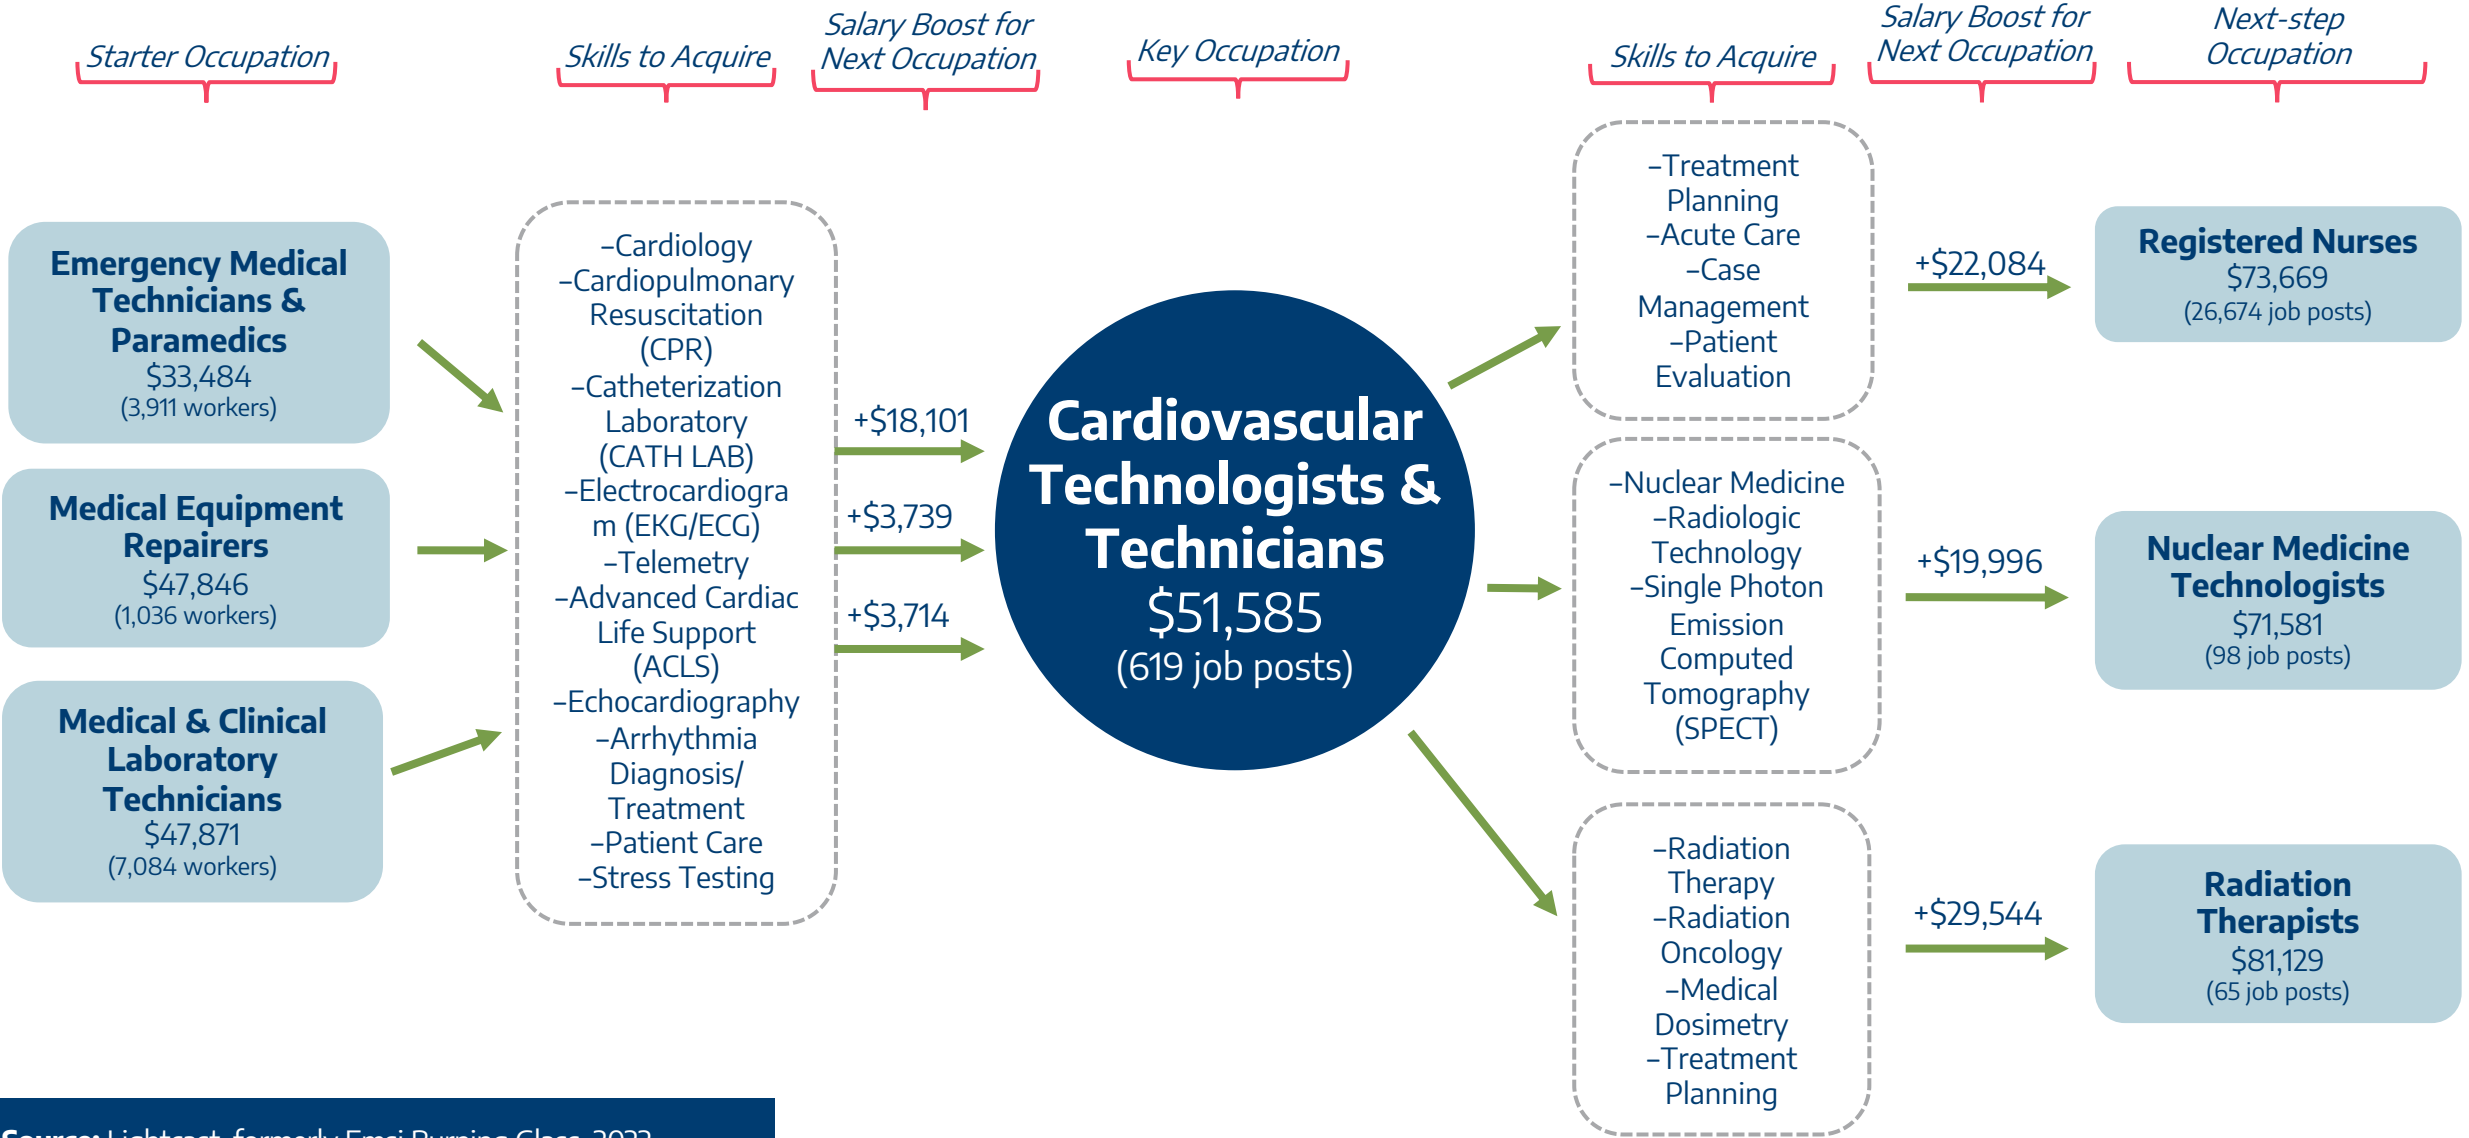 Starter Occupation
Skills to Acquire
Salary Boost for
Next Occupation
Key Occupation
Skills to Acquire
Salary Boost for
Next Occupation
Next-step
Occupation
Emergency Medical
Technicians &
Paramedics
$33,484
(3,911 workers)
Medical Equipment
Repairers
$47,846
(1,036 workers)
Medical & Clinical
Laboratory
Technicians
$47,871
(7,084 workers)
–Cardiology
–Cardiopulmonary
Resuscitation
(CPR)
–Catheterization
Laboratory
(CATH LAB)
–Electrocardiogra
m (EKG/ECG)
–Telemetry
–Advanced Cardiac
Life Support
(ACLS)
–Echocardiography
–Arrhythmia
Diagnosis/
Treatment
–Patient Care
–Stress Testing
+$18,101
+$3,739
+$3,714
Cardiovascular
Technologists &
Technicians
$51,585
(619 job posts)
–Treatment
Planning
–Acute Care
–Case
Management
–Patient
Evaluation
+$22,084
Registered Nurses
$73,669
(26,674 job posts)
–Nuclear Medicine
–Radiologic
Technology
–Single Photon
Emission
Computed
Tomography
(SPECT)
+$19,996
Nuclear Medicine
Technologists
$71,581
(98 job posts)
–Radiation
Therapy
–Radiation
Oncology
–Medical
Dosimetry
–Treatment
Planning
+$29,544
Radiation
Therapists
$81,129
(65 job posts)
Source: Lightcast, formerly Emsi Burning Glass, 2022